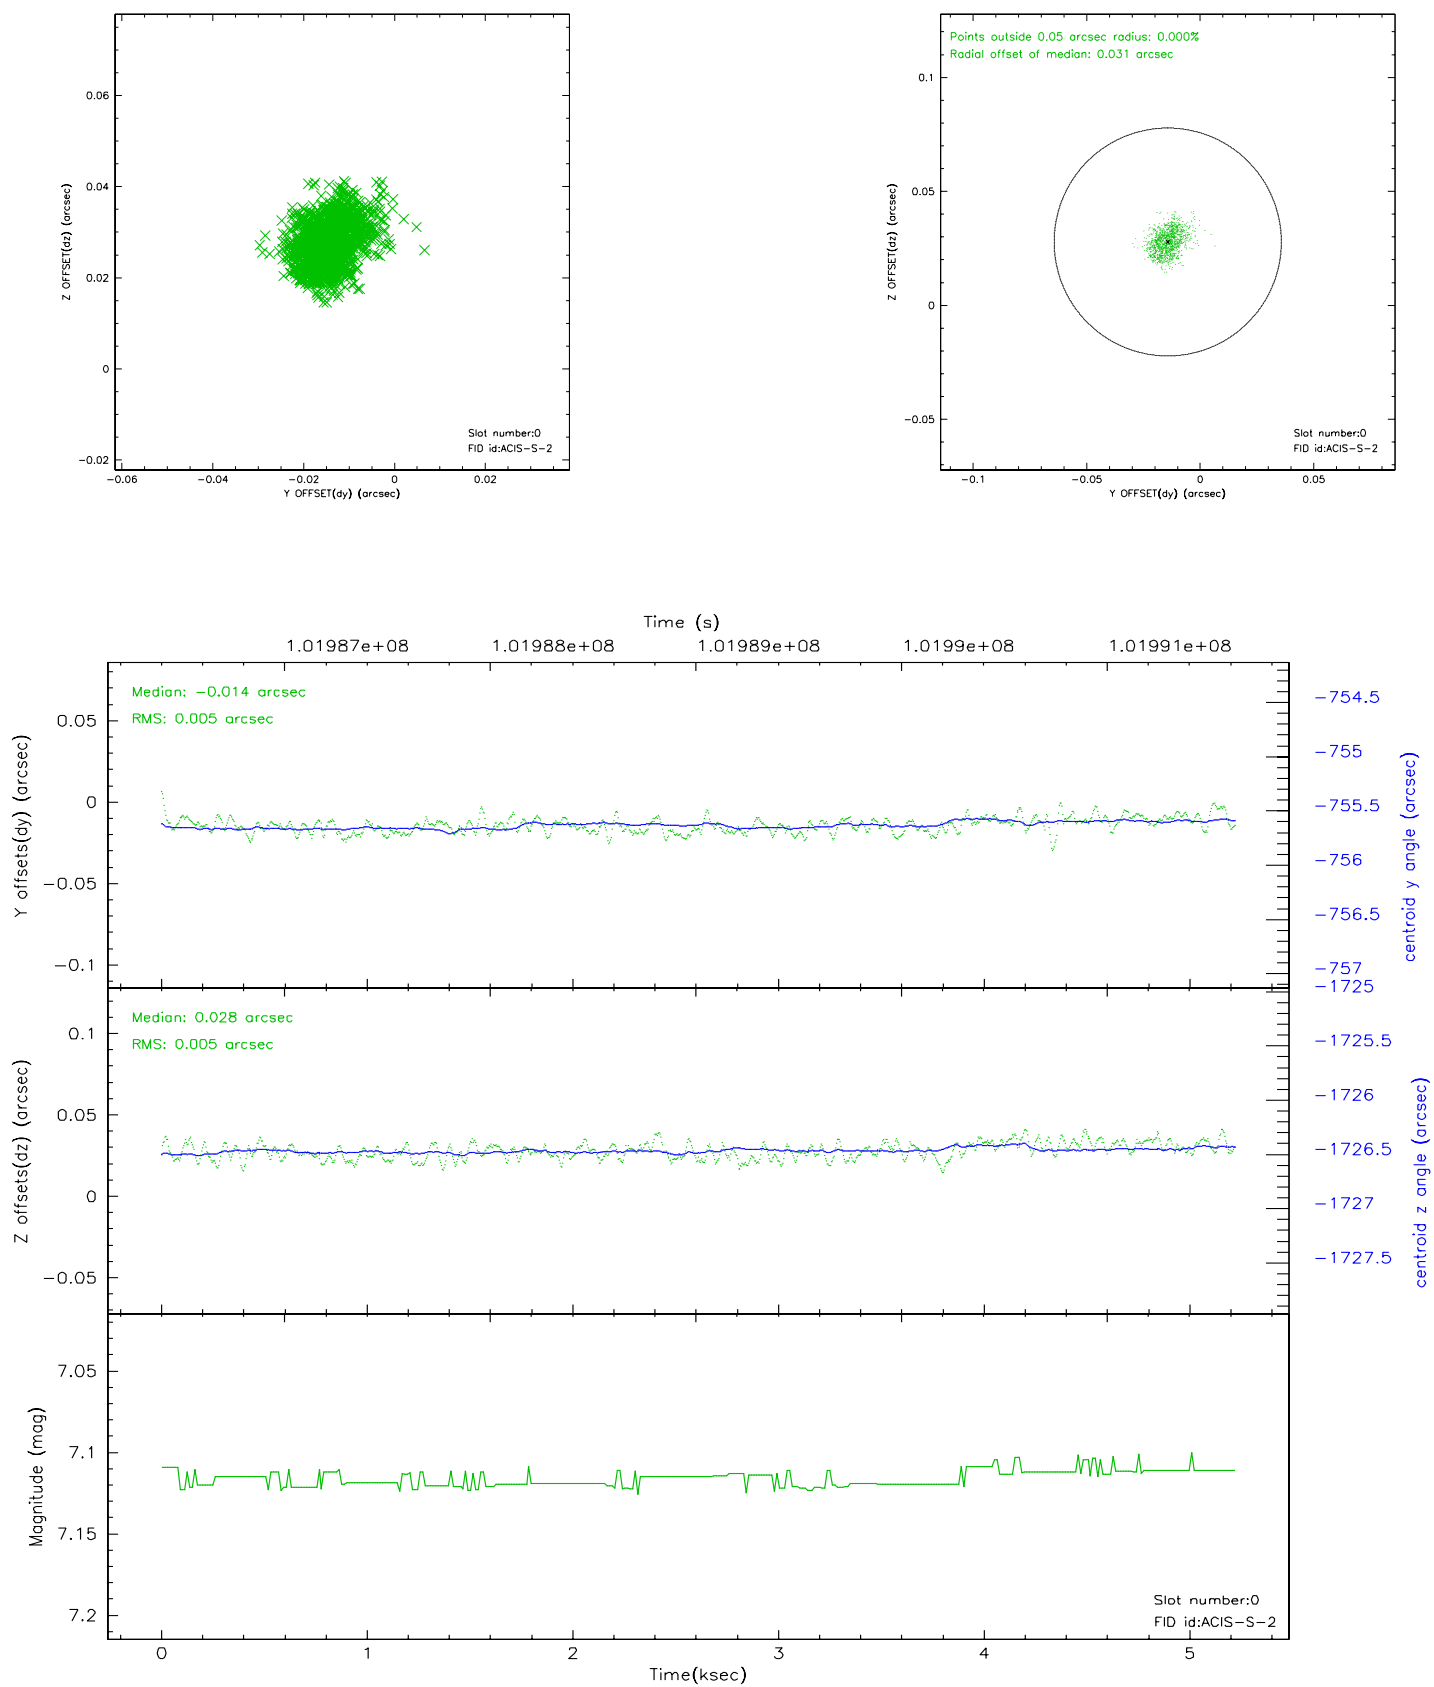 0.06
0.04
0.02
0
−0.02
Z OFFSET(dz) (arcsec)
Slot number:0
FID id:ACIS−S−2
−0.06 −0.04 −0.02 0 0.02
Y OFFSET(dy) (arcsec)
Points outside 0.05 arcsec radius: 0.000%
Radial offset of median: 0.031 arcsec
0.1
0.05
0
−0.05
Z OFFSET(dz) (arcsec)
Slot number:0
FID id:ACIS−S−2
−0.1 −0.05 0 0.05
Y OFFSET(dy) (arcsec)
Time (s)
1.01987e+08 1.01988e+08 1.01989e+08 1.0199e+08 1.01991e+08
Median: −0.014 arcsec
RMS: 0.005 arcsec
0.05
0
−0.05
−0.1
Y offsets(dy) (arcsec)
−754.5
−755
−755.5
−756
−756.5
−757
centroid y angle (arcsec)
Median: 0.028 arcsec
RMS: 0.005 arcsec
0.1
0.05
0
−0.05
Z offsets(dz) (arcsec)
−1725
−1725.5
−1726
−1726.5
−1727
−1727.5
centroid z angle (arcsec)
7.05
7.1
7.15
7.2
Magnitude (mag)
Slot number:0
FID id:ACIS−S−2
0 1 2 3 4 5
Time(ksec)